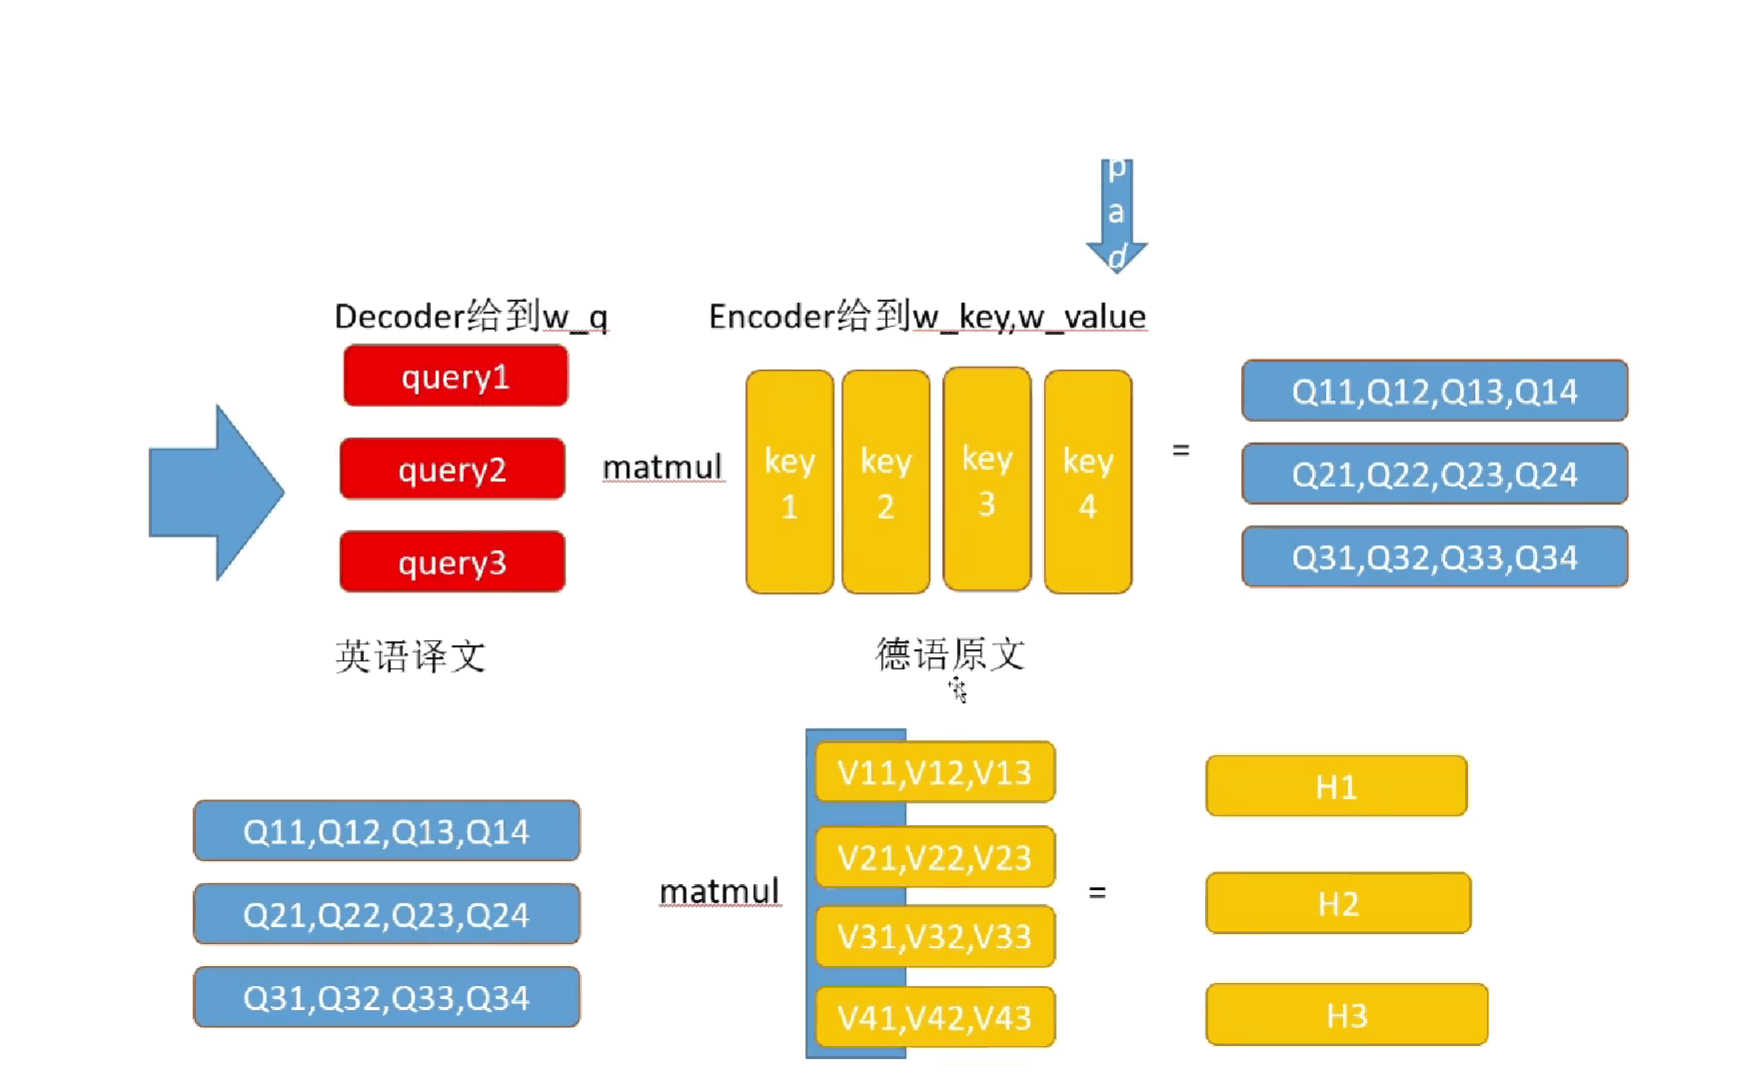 pad
Decoder给到w_q
Encoder给到w_key,w_value
query1
query2
query3
matmul
key
1
key
2
key
3
key
4
=
Q11,Q12,Q13,Q14
Q21,Q22,Q23,Q24
Q31,Q32,Q33,Q34
英语译文
德语原文
Q11,Q12,Q13,Q14
Q21,Q22,Q23,Q24
Q31,Q32,Q33,Q34
matmul
V11,V12,V13
V21,V22,V23
V31,V32,V33
V41,V42,V43
=
H1
H2
H3